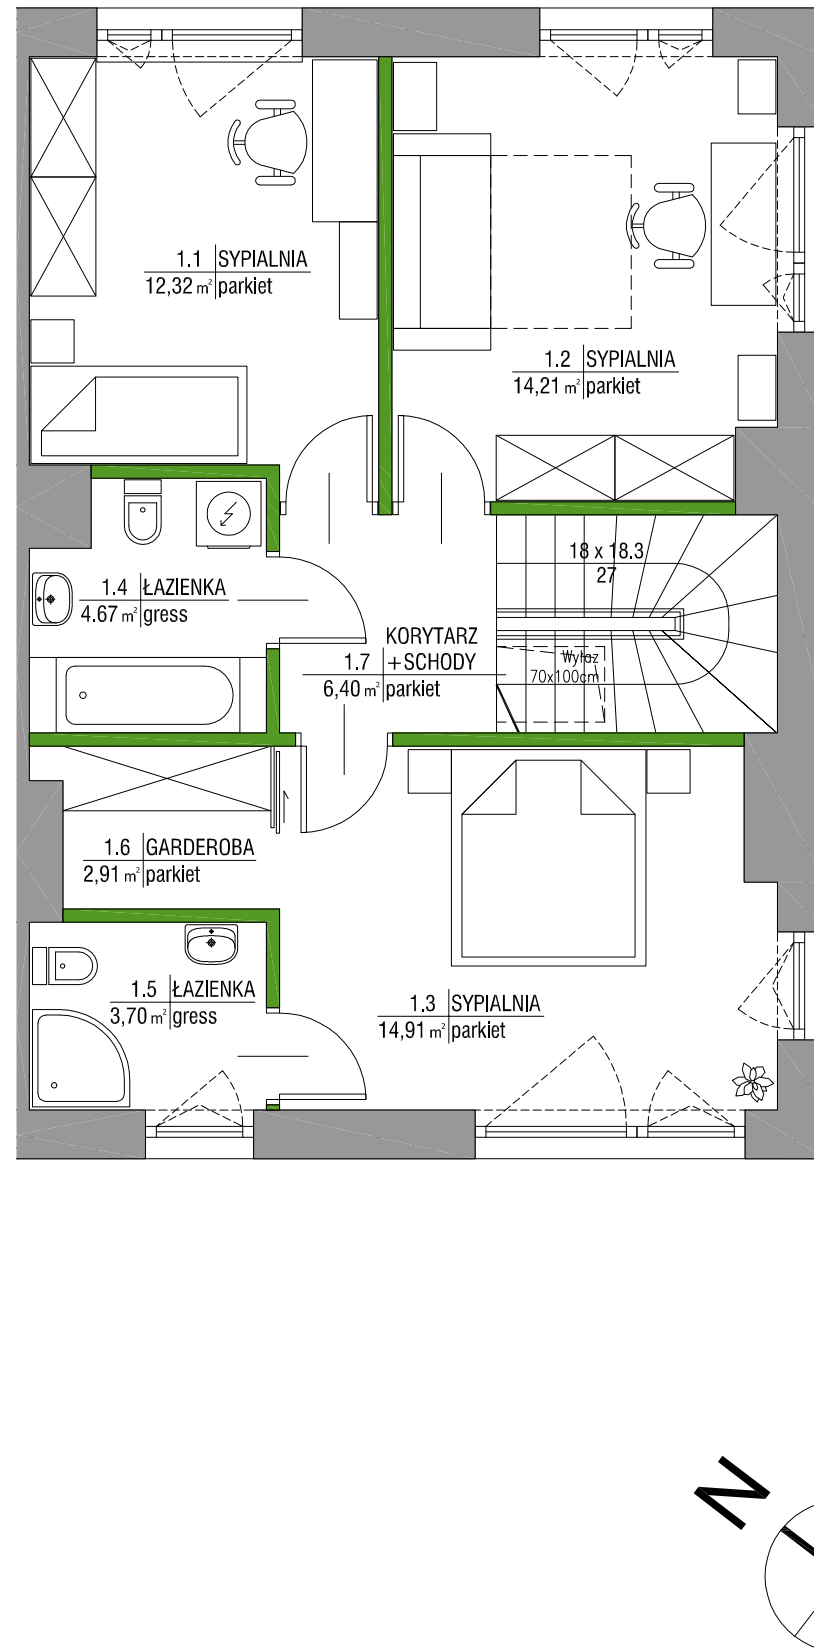 1.1 SYPIALNIA
12,32 m² parkiet
1.2 SYPIALNIA
14,21 m² parkiet
18 x 18.3
27
1.4 ŁAZIENKA
4.67 m² gress
KORYTARZ
1.7 +SCHODY
6,40 m² parkiet
Wyłaz
70x100cm
1.6 GARDEROBA
2,91 m² parkiet
1.5 ŁAZIENKA
3,70 m² gress
1.3 SYPIALNIA
14,91 m² parkiet
N